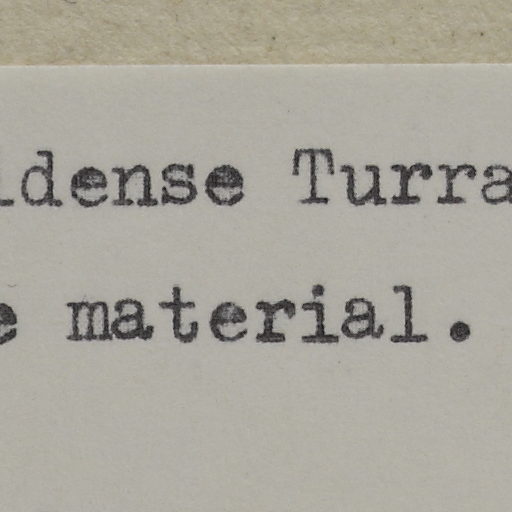 idense Turra
e material.